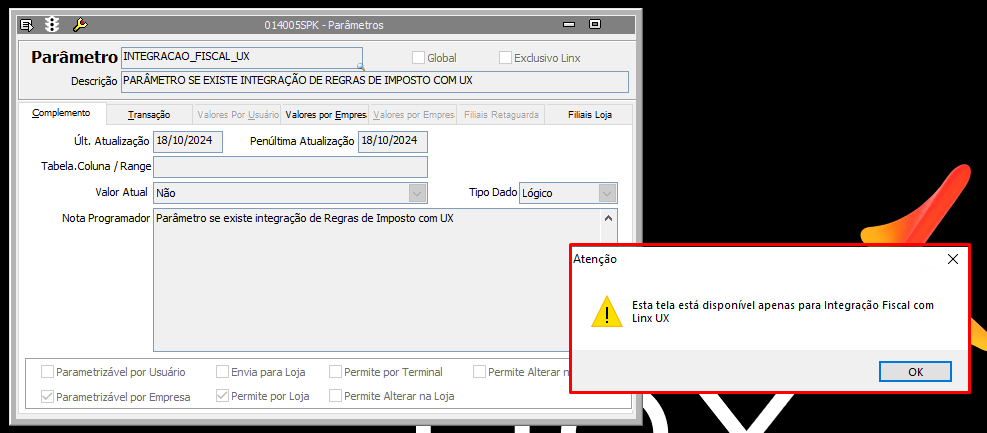 014005SPK - Parâmetros
Parâmetro INTEGRACAO_FISCAL_UX Global Exclusivo Linx
Descrição PARÂMETRO SE EXISTE INTEGRAÇÃO DE REGRAS DE IMPOSTO COM UX
Complemento Transação Valores Por Usuário Valores por Empres Valores por Empres Filiais Retaguarda Filiais Loja
Últ. Atualização 18/10/2024 Penúltima Atualização 18/10/2024
Tabela.Coluna / Range
Valor Atual Não Tipo Dado Lógico
Nota Programador Parâmetro se existe integração de Regras de Imposto com UX
Atenção
Esta tela está disponível apenas para Integração Fiscal com
Linx UX
OK
Parametrizável por Usuário Envia para Loja Permite por Terminal Permite Alterar n
Parametrizável por Empresa Permite por Loja Permite Alterar na Loja